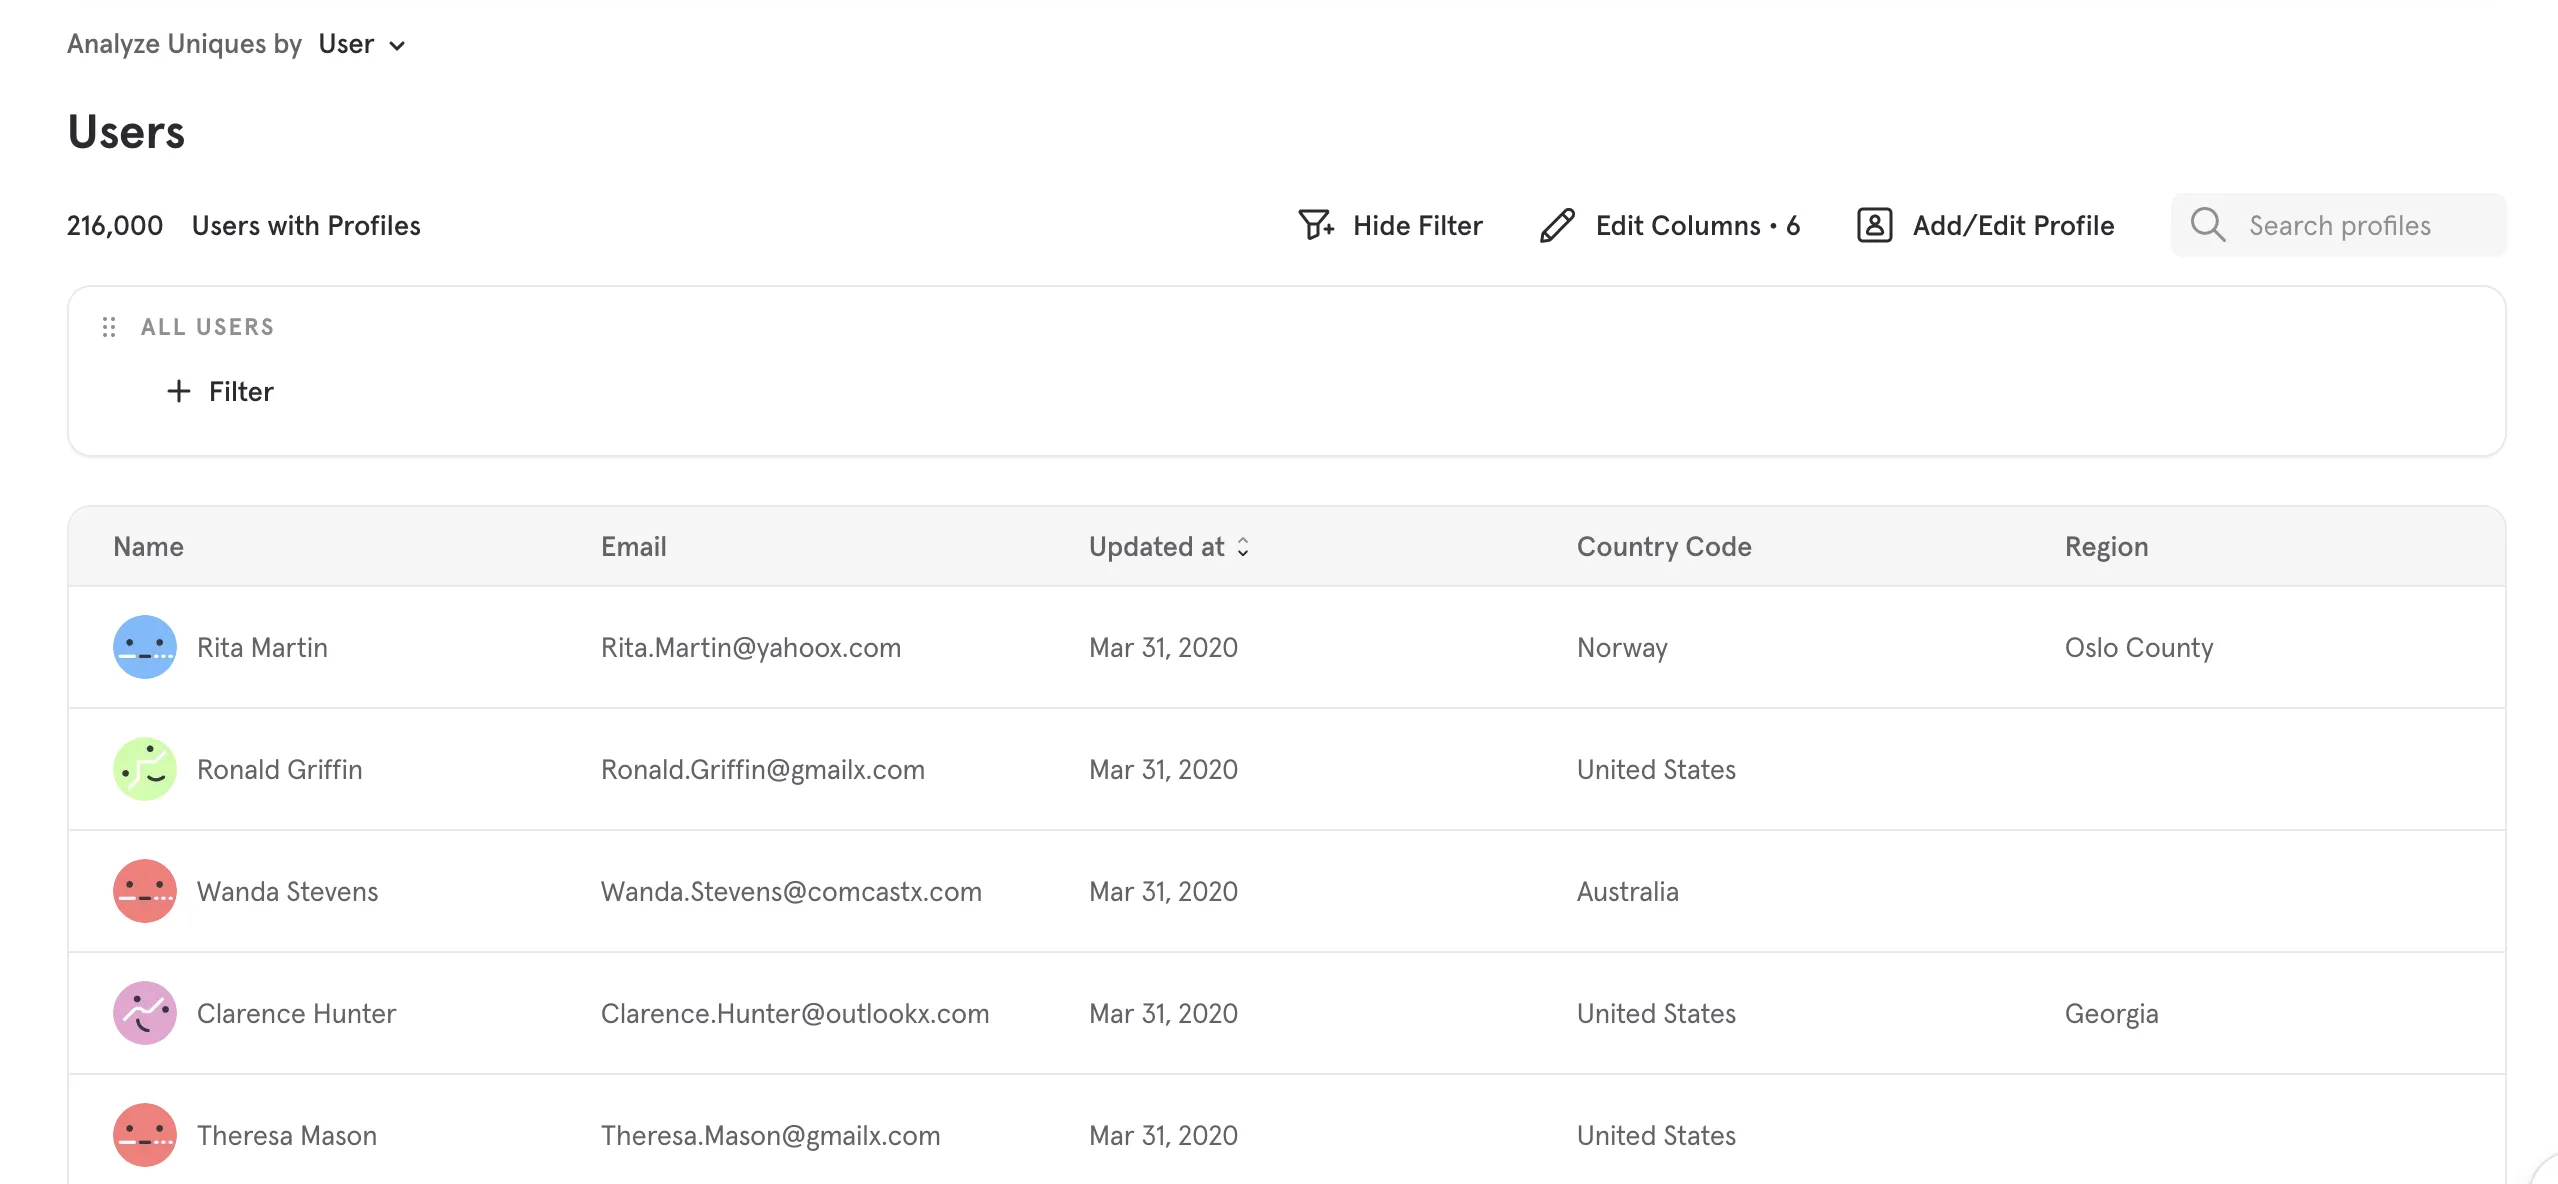 Analyze Uniques by User
Users
216,000 Users with Profiles Hide Filter Edit Columns • 6 Add/Edit Profile Search profiles
ALL USERS
Filter
Name Email Updated at Country Code Region
Rita Martin Rita.Martin@yahoox.com Mar 31, 2020 Norway Oslo County
Ronald Griffin Ronald.Griffin@gmailx.com Mar 31, 2020 United States
Wanda Stevens Wanda.Stevens@comcastx.com Mar 31, 2020 Australia
Clarence Hunter Clarence.Hunter@outlookx.com Mar 31, 2020 United States Georgia
Theresa Mason Theresa.Mason@gmailx.com Mar 31, 2020 United States